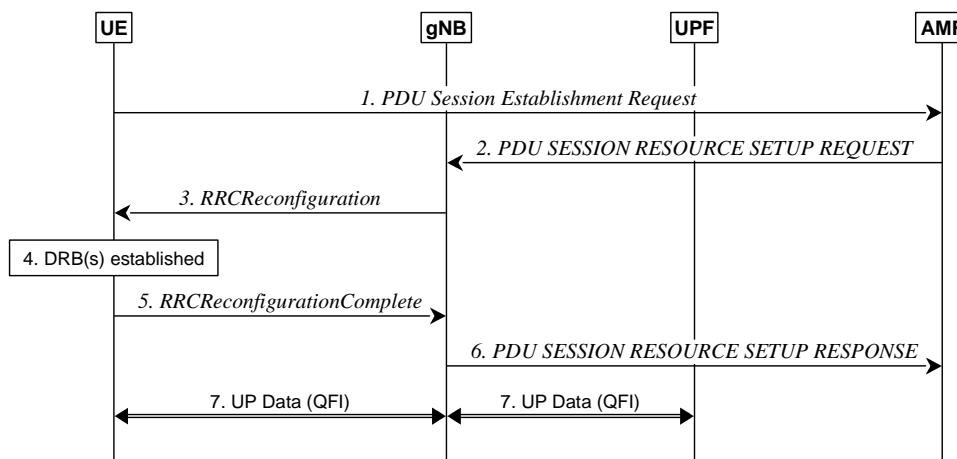 UE gNB UPF AMF
1. PDU Session Establishment Request
2. PDU SESSION RESOURCE SETUP REQUEST
3. RRCReconfiguration
4. DRB(s) established
5. RRCReconfigurationComplete
6. PDU SESSION RESOURCE SETUP RESPONSE
7. UP Data (QFI) 7. UP Data (QFI)